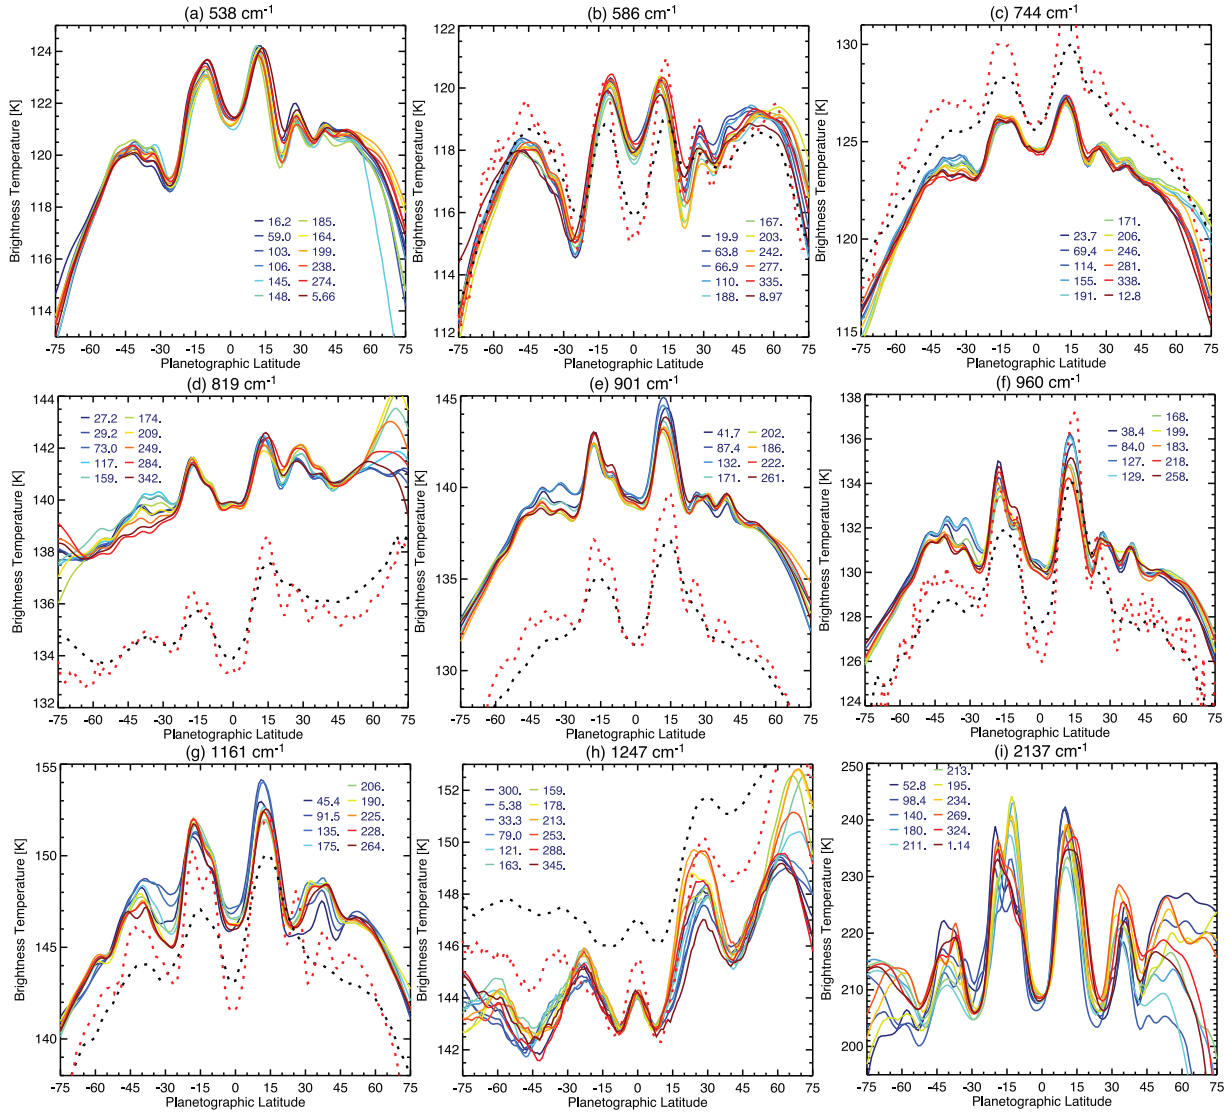 (a) 538 cm-1
Brightness Temperature [K]
124
122
120
118
116
114
16.2 185.
59.0 164.
103. 199.
106. 238.
145. 274.
148. 5.66
-75 -60 -45 -30 -15 0 15 30 45 60 75
Planetographic Latitude
(b) 586 cm-1
Brightness Temperature [K]
122
120
118
116
114
112
167.
19.9 203.
63.8 242.
66.9 277.
110. 335.
188. 8.97
-75 -60 -45 -30 -15 0 15 30 45 60 75
Planetographic Latitude
(c) 744 cm-1
Brightness Temperature [K]
130
125
120
115
171.
23.7 206.
69.4 246.
114. 281.
155. 338.
191. 12.8
-75 -60 -45 -30 -15 0 15 30 45 60 75
Planetographic Latitude
(d) 819 cm-1
Brightness Temperature [K]
144
142
140
138
136
134
132
27.2 174.
29.2 209.
73.0 249.
117. 284.
159. 342.
-75 -60 -45 -30 -15 0 15 30 45 60 75
Planetographic Latitude
(e) 901 cm-1
Brightness Temperature [K]
145
140
135
130
41.7 202.
87.4 186.
132. 222.
171. 261.
-75 -60 -45 -30 -15 0 15 30 45 60 75
Planetographic Latitude
(f) 960 cm-1
Brightness Temperature [K]
138
136
134
132
130
128
126
124
168.
38.4 199.
84.0 183.
127. 218.
129. 258.
-75 -60 -45 -30 -15 0 15 30 45 60 75
Planetographic Latitude
(g) 1161 cm-1
Brightness Temperature [K]
155
150
145
140
206.
45.4 190.
91.5 225.
135. 228.
175. 264.
-75 -60 -45 -30 -15 0 15 30 45 60 75
Planetographic Latitude
(h) 1247 cm-1
Brightness Temperature [K]
152
150
148
146
144
142
300. 159.
5.38 178.
33.3 213.
79.0 253.
121. 288.
163. 345.
-75 -60 -45 -30 -15 0 15 30 45 60 75
Planetographic Latitude
(i) 2137 cm-1
Brightness Temperature [K]
250
240
230
220
210
200
213.
52.8 195.
98.4 234.
140. 269.
180. 324.
211. 1.14
-75 -60 -45 -30 -15 0 15 30 45 60 75
Planetographic Latitude